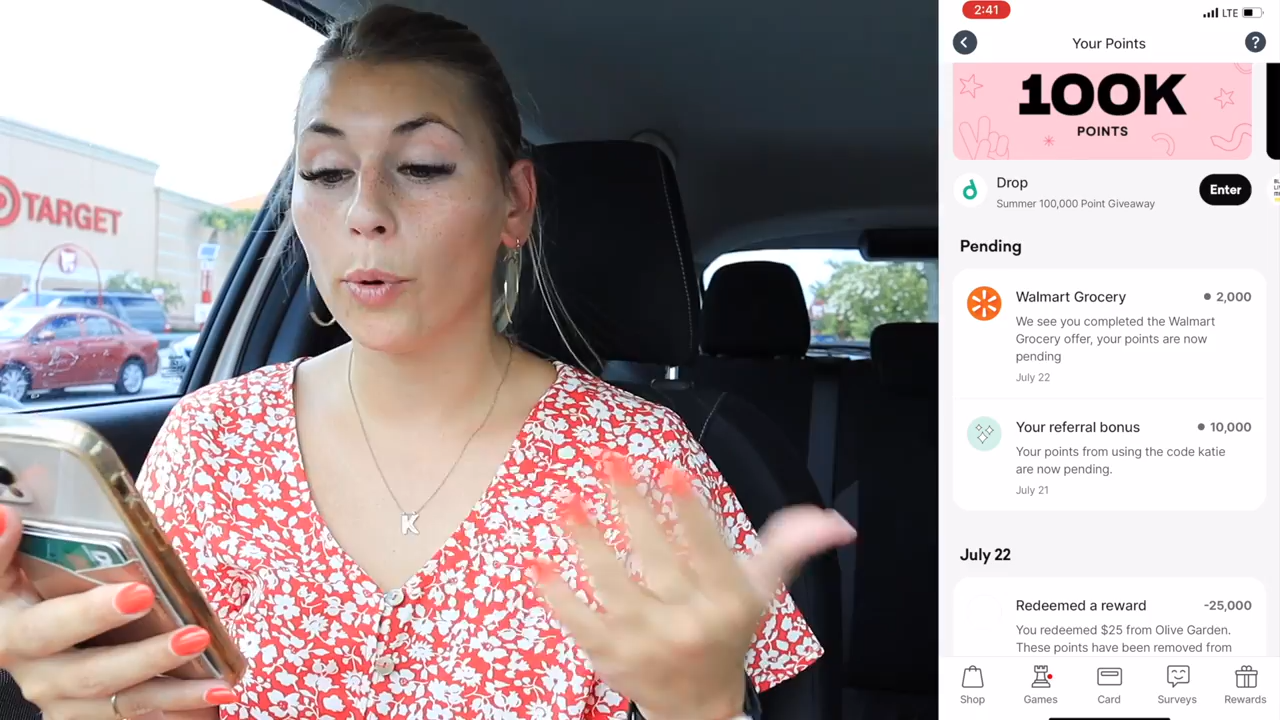 TARGET
K
2:41
LTE
Your Points
?
100K
POINTS
Drop
Enter
Summer 100,000 Point Giveaway
Pending
Walmart Grocery
2,000
We see you completed the Walmart
Grocery offer, your points are now
pending
July 22
Your referral bonus
10,000
Your points from using the code katie
are now pending.
July 21
July 22
Redeemed a reward
-25,000
You redeemed $25 from Olive Garden.
These points have been removed from
Shop
Games
Card
Surveys
Rewards